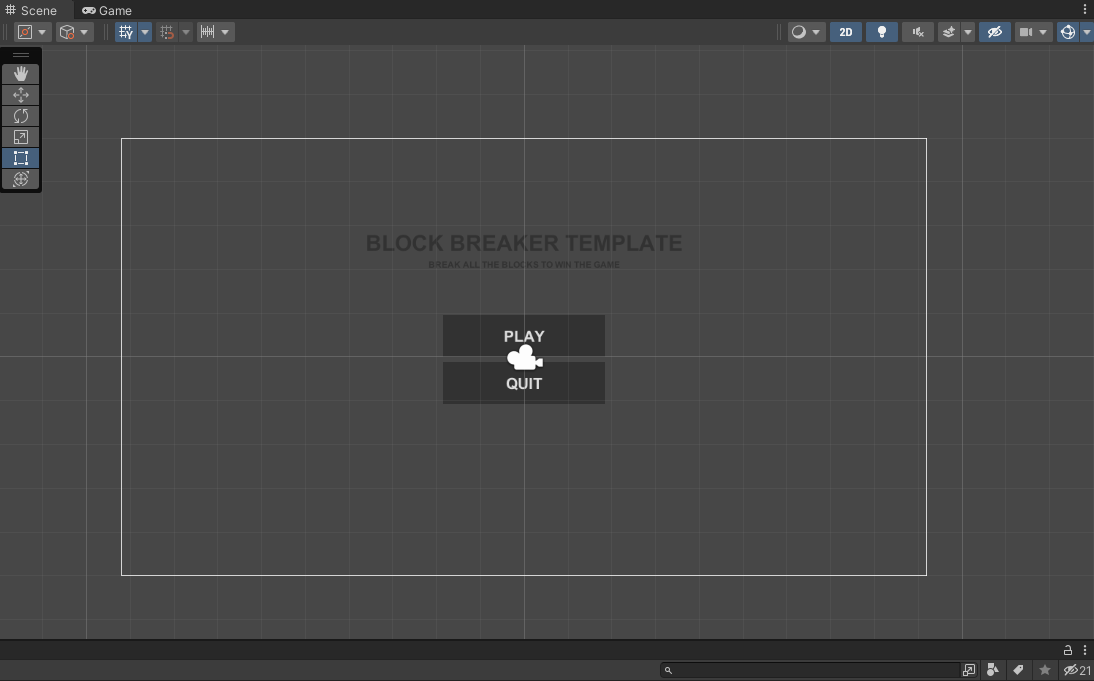 Scene
Game
2D
BLOCK BREAKER TEMPLATE
BREAK ALL THE BLOCKS TO WIN THE GAME
PLAY
QUIT
21